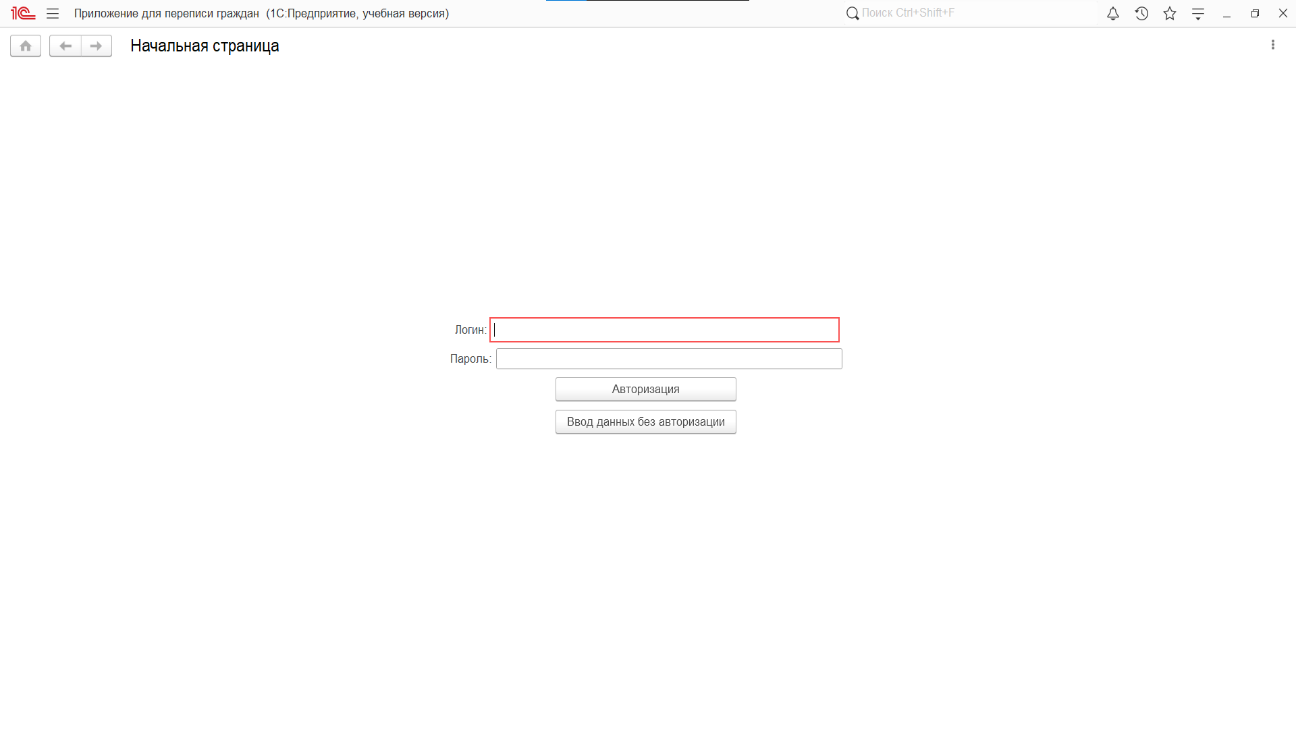 1С Приложение для переписи граждан (1С:Предприятие, учебная версия) Поиск Ctrl+Shift+F
Начальная страница
Логин:
Пароль:
Авторизация
Ввод данных без авторизации